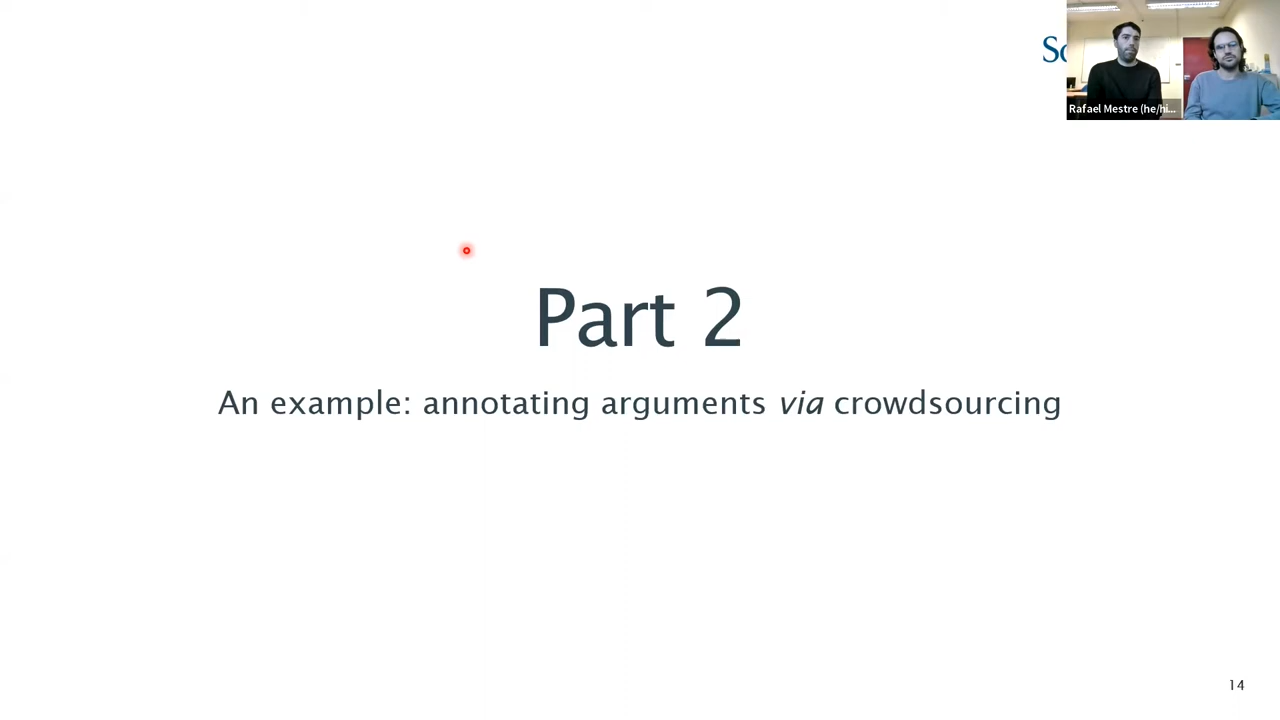 Rafael Mestre (he/hi...
Part 2
An example: annotating arguments via crowdsourcing
14